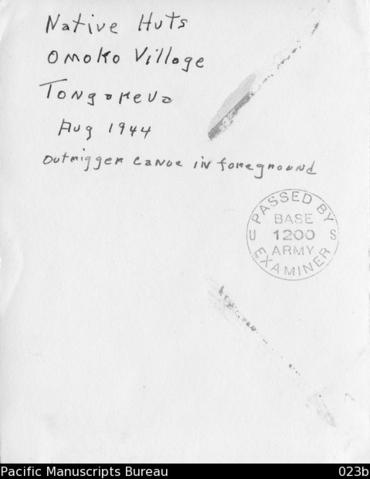 Native Huts
Omoko Village
Tongareva
Aug 1944
Outrigger canoe in foreground
PASSED BY
BASE
U 1200 S
ARMY
EXAMINER
Pacific Manuscripts Bureau 023b